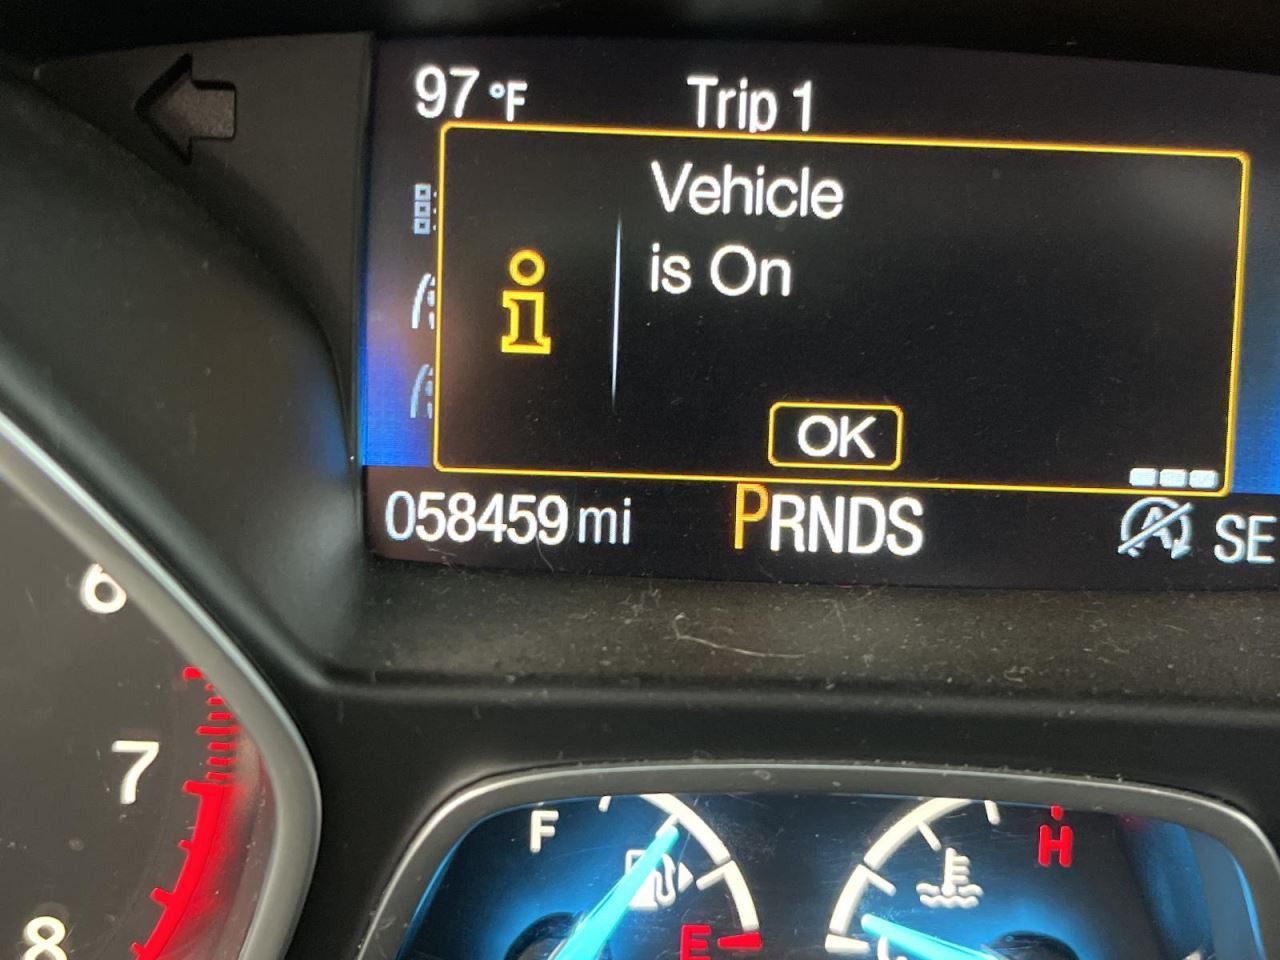 97 °F Trip 1
Vehicle
is On
OK
058459 mi PRNDS A SE
6
7
8
F E
H